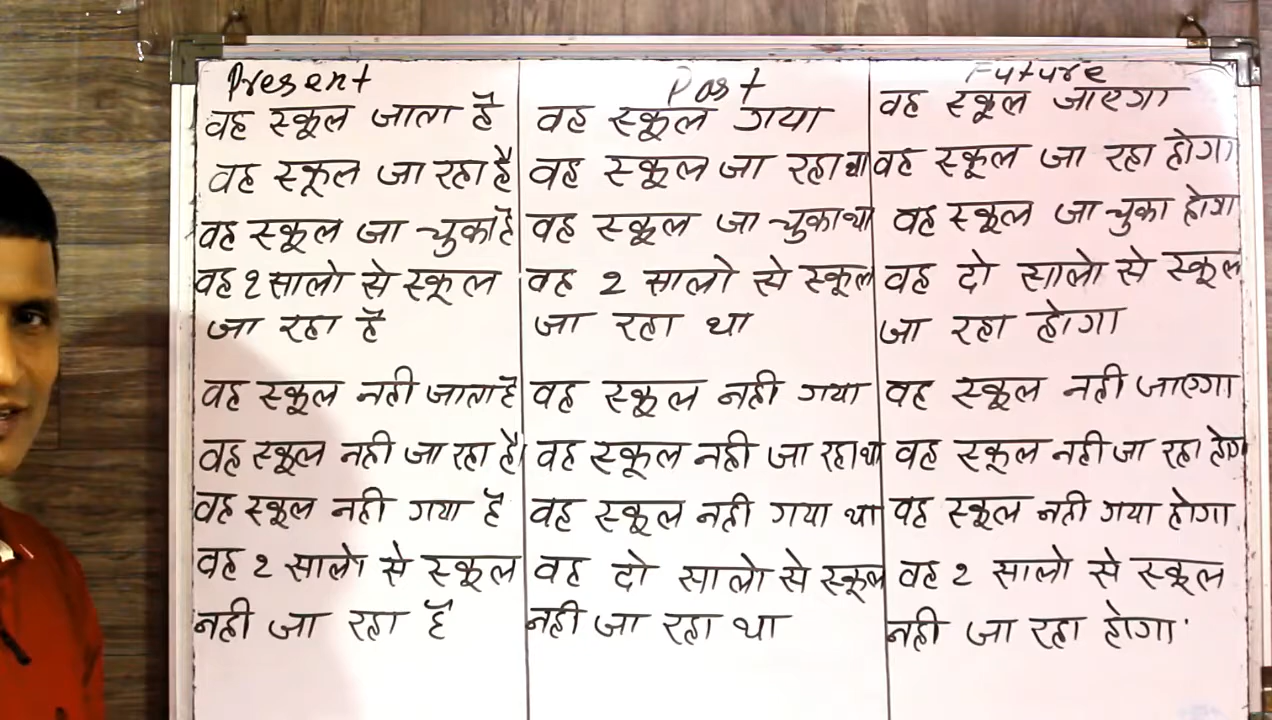 Present
वह स्कूल जाता है
वह स्कूल जा रहा है
वह स्कूल जा चुका है
वह 2 सालो से स्कूल
जा रहा है
वह स्कूल नही जाता है
वह स्कूल नही जा रहा है
वह स्कूल नही गया है
वह 2 सालो से स्कूल
नही जा रहा है
Past
वह स्कूल गया
वह स्कूल जा रहा था
वह स्कूल जा चुका था
वह 2 सालो से स्कूल
जा रहा था
वह स्कूल नही गया
वह स्कूल नही जा रहा था
वह स्कूल नही गया था
वह दो सालो से स्कूल
नही जा रहा था
Future
वह स्कूल जाएगा
वह स्कूल जा रहा होगा
वह स्कूल जा चुका होगा
वह दो सालो से स्कूल
जा रहा होगा
वह स्कूल नही जाएगा
वह स्कूल नही जा रहा होगा
वह स्कूल नही गया होगा
वह 2 सालो से स्कूल
नही जा रहा होगा